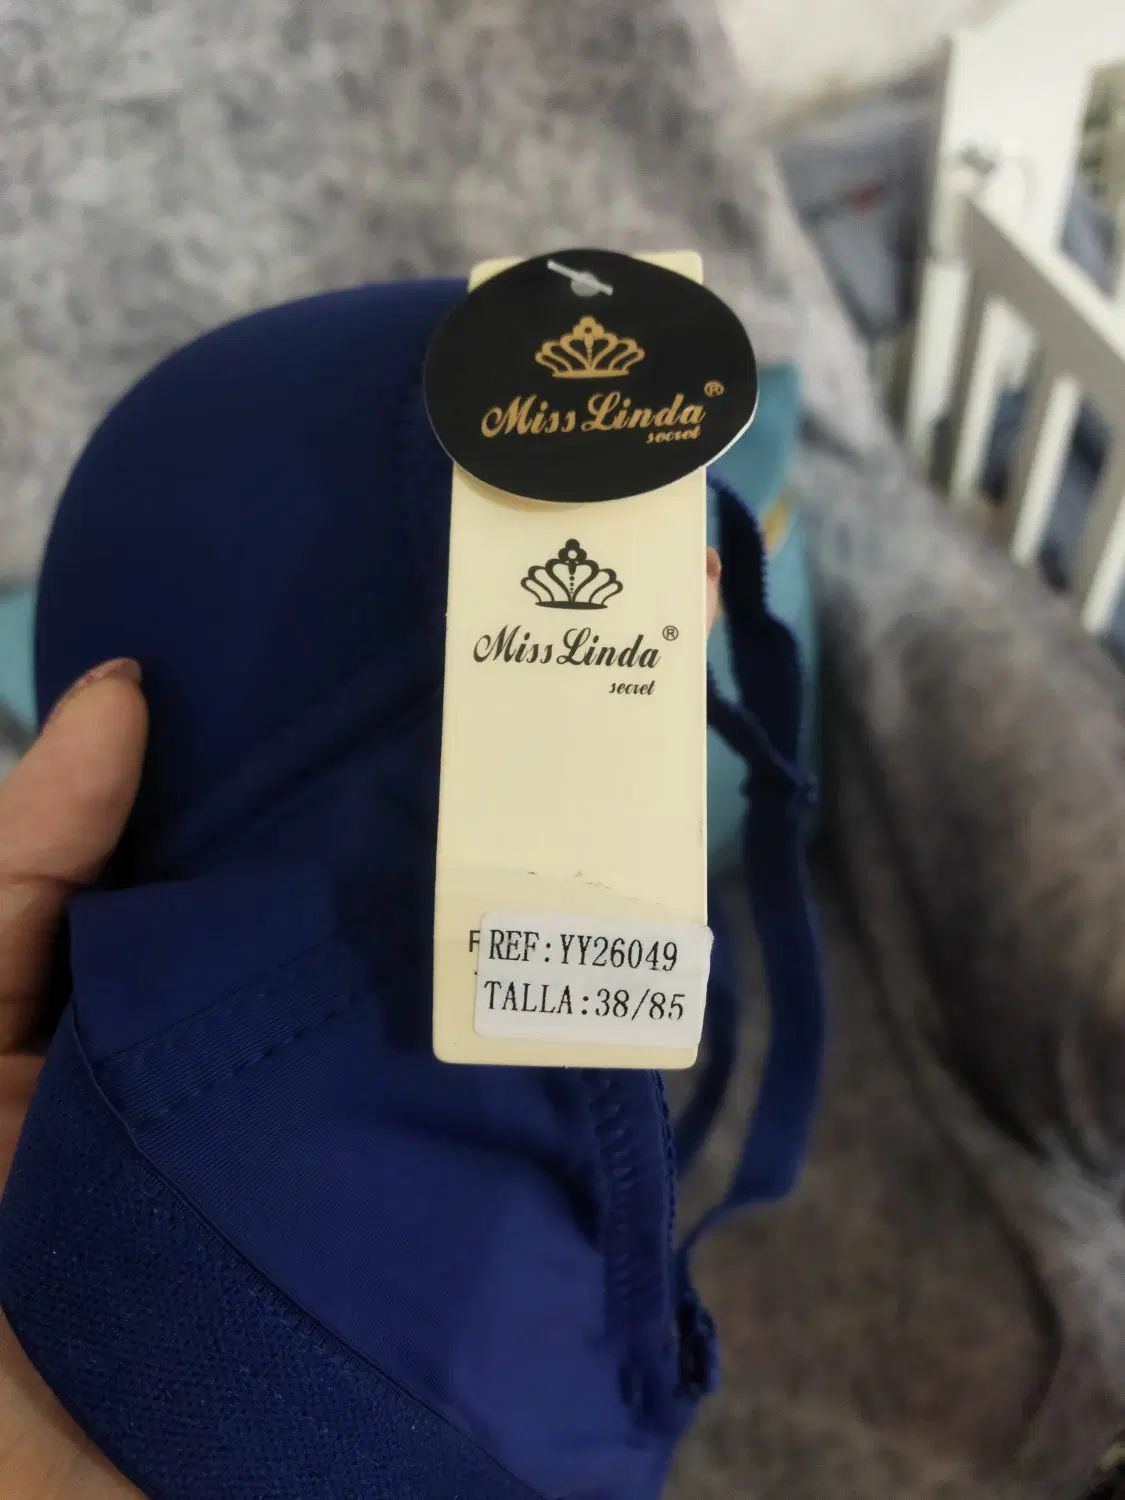 Miss Linda®
secret
Miss Linda®
secret
REF:YY26049
TALLA:38/85